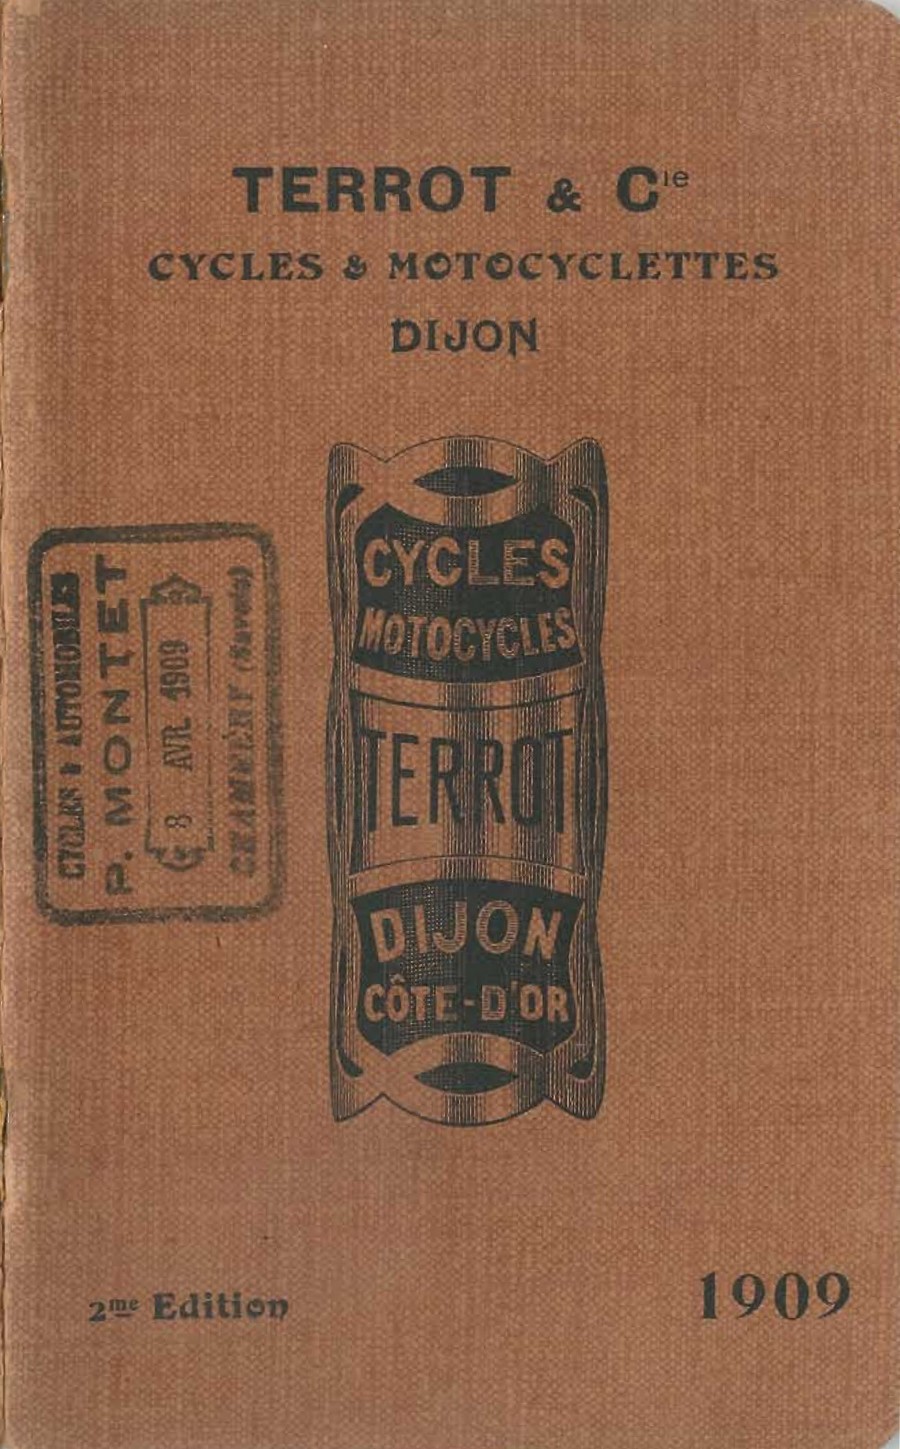 TERROT & Cie
CYCLES & MOTOCYCLETTES
DIJON
CYCLES
MOTOCYCLES
TERROT
DIJON
CÔTE-D'OR
CYCLES & AUTOMOBILES
P. MONTET
8 AVR 1909
CHAMBÉRY (Savoie)
2me Edition
1909